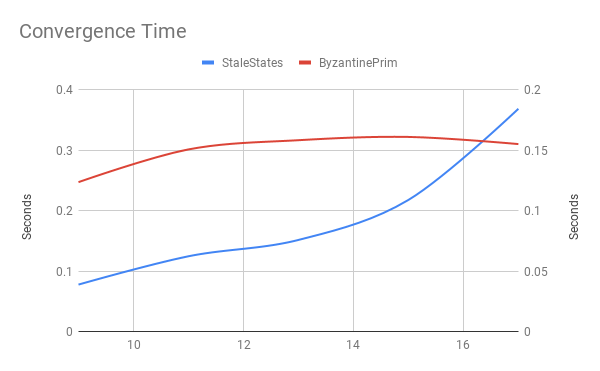 Convergence Time
StaleStates ByzantinePrim
0.4 0.2
0.3 0.15
0.2 0.1
0.1 0.05
0 0
Seconds
Seconds
10 12 14 16